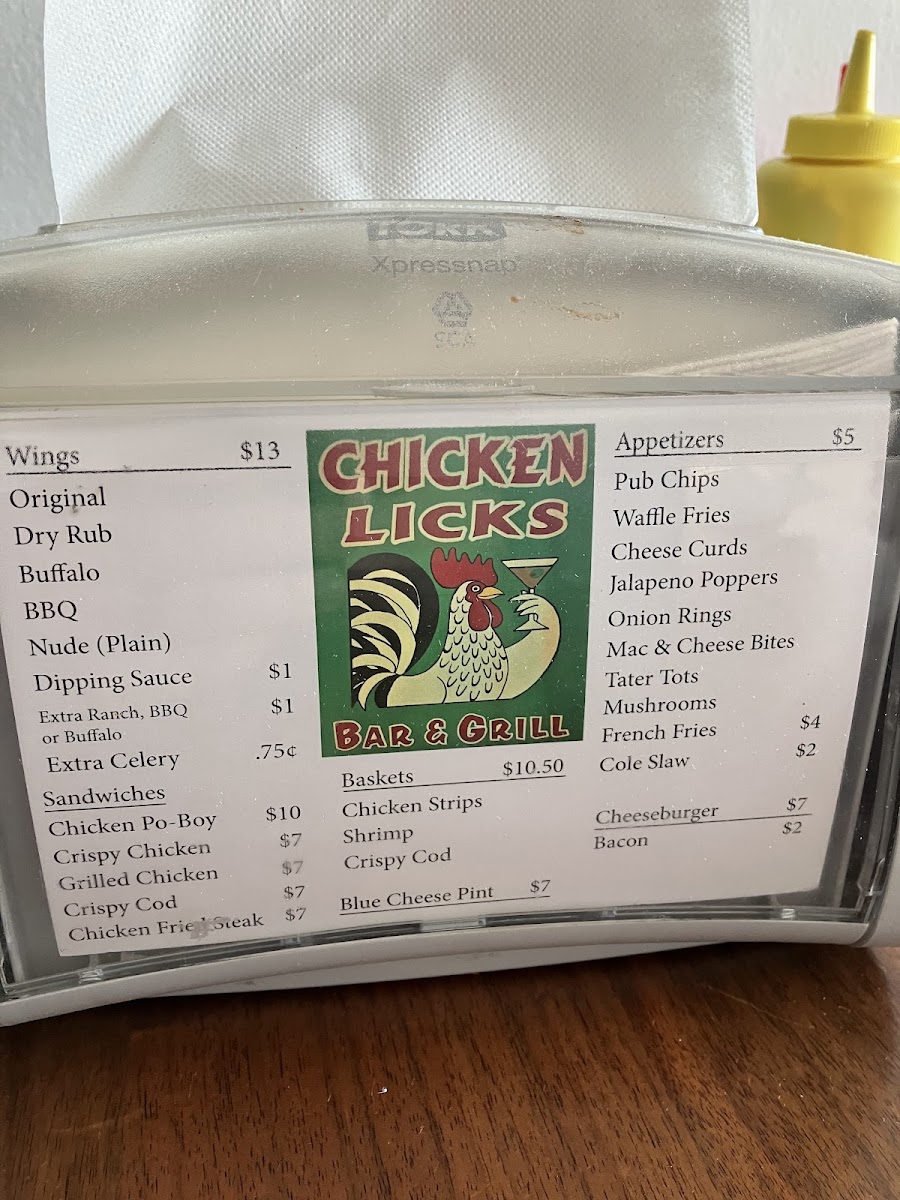 TORK
Xpressnap
SCA
Wings $13
Original
Dry Rub
Buffalo
BBQ
Nude (Plain)
Dipping Sauce $1
Extra Ranch, BBQ $1
or Buffalo
Extra Celery .75¢
Sandwiches
Chicken Po-Boy $10
Crispy Chicken $7
Grilled Chicken $7
Crispy Cod $7
Chicken Fried Steak $7
CHICKEN
LICKS
BAR & GRILL
Baskets $10.50
Chicken Strips
Shrimp
Crispy Cod
Blue Cheese Pint $7
Appetizers $5
Pub Chips
Waffle Fries
Cheese Curds
Jalapeno Poppers
Onion Rings
Mac & Cheese Bites
Tater Tots
Mushrooms
French Fries $4
Cole Slaw $2
Cheeseburger $7
Bacon $2